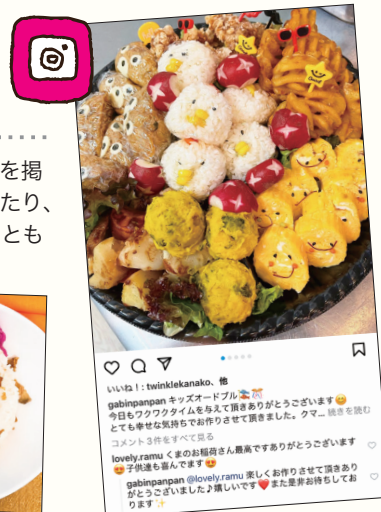 を掲
たり、
とも
Good!
いいね！: twinklekanako、他
gabinpanpan キッズオードブル🎏🎊
今日もワクワクタイムを与えて頂きありがとうございます😊
とても幸せな気持ちでお作りさせて頂きました。クマ... 続きを読む
コメント3件をすべて見る
lovely.ramu くまのお稲荷さん最高ですありがとうございます
😍子供達も喜んでます😍
gabinpanpan @lovely.ramu 楽しくお作りさせて頂きあり
がとうございました♪嬉しいです❤️また是非お待ちしてお
ります✨